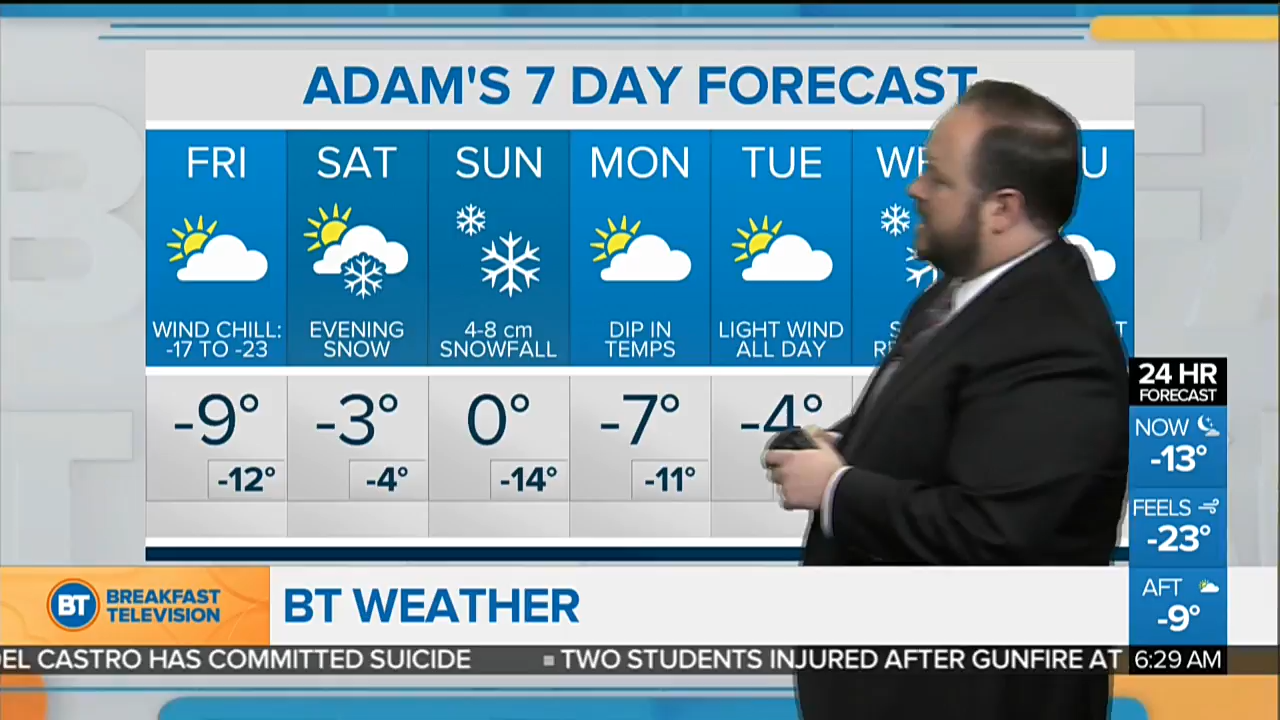 ADAM'S 7 DAY FORECAST
FRI SAT SUN MON TUE
WIND CHILL: EVENING 4-8 cm DIP IN LIGHT WIND
-17 TO -23 SNOW SNOWFALL TEMPS ALL DAY
-9° -3° 0° -7° -4°
-12° -4° -14° -11°
24 HR
FORECAST
NOW
-13°
FEELS
-23°
AFT
-9°
BT BREAKFAST
TELEVISION
BT WEATHER
CASTRO HAS COMMITTED SUICIDE ▪ TWO STUDENTS INJURED AFTER GUNFIRE AT 6:29 AM